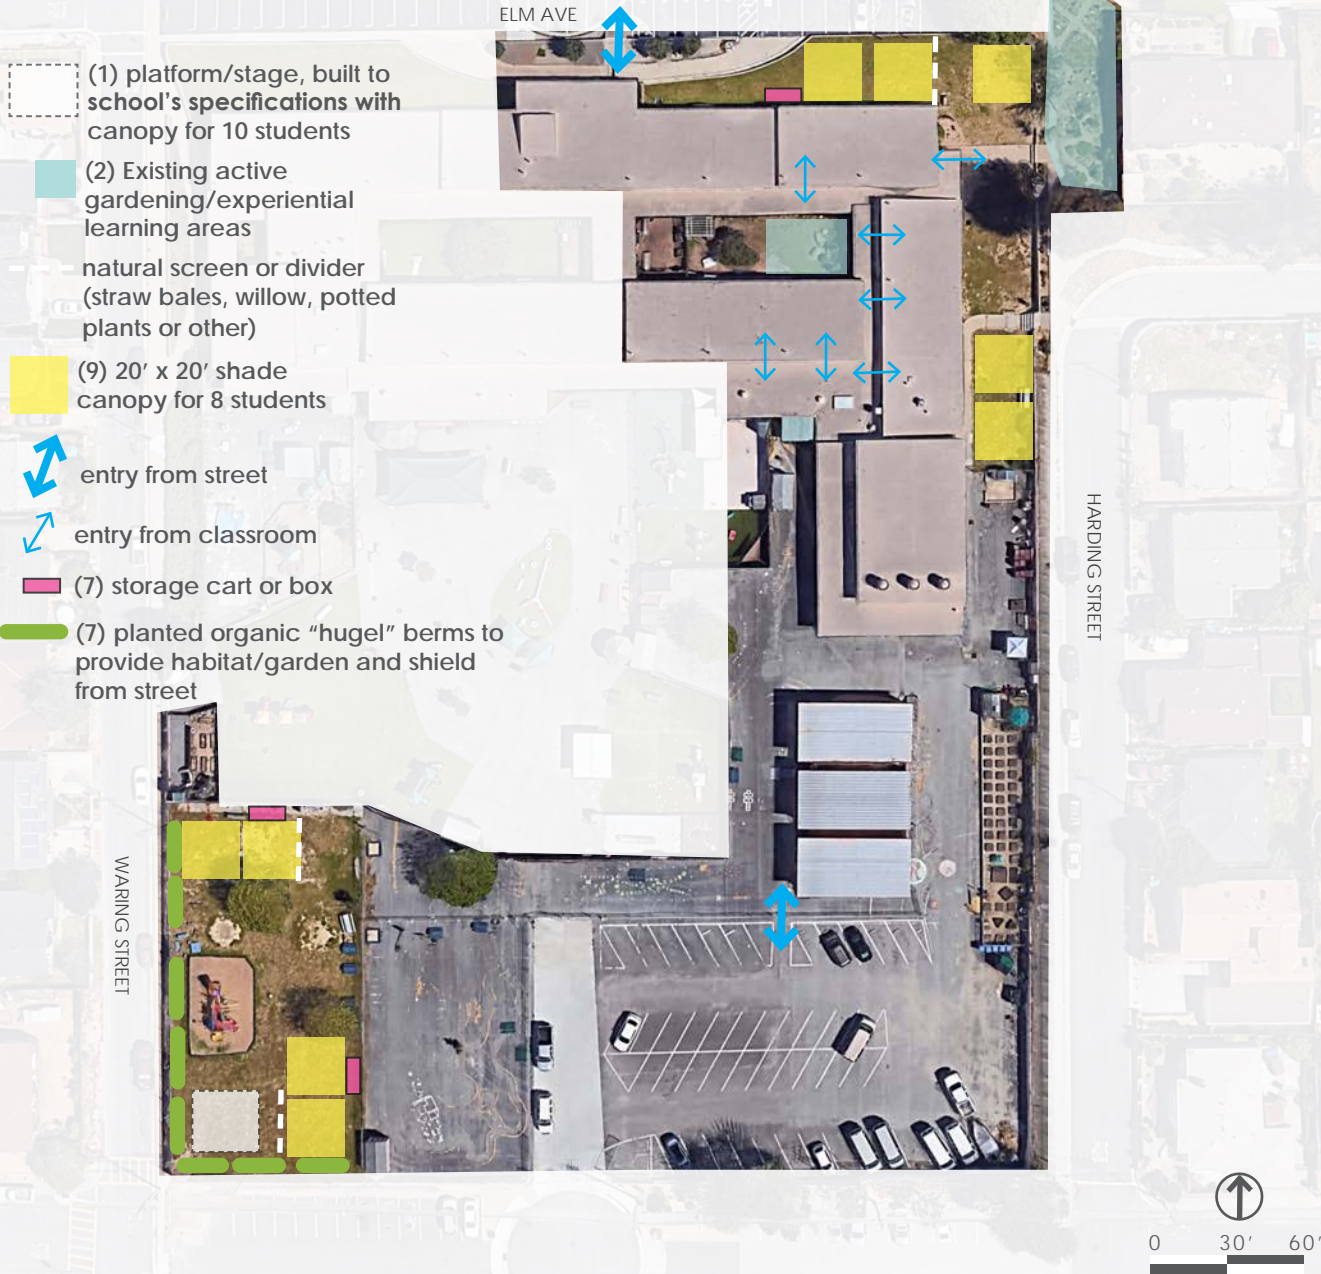 ELM AVE
(1) platform/stage, built to
school's specifications with
canopy for 10 students
(2) Existing active
gardening/experiential
learning areas
natural screen or divider
(straw bales, willow, potted
plants or other)
(9) 20' x 20' shade
canopy for 8 students
entry from street
entry from classroom
(7) storage cart or box
(7) planted organic “hugel” berms to
provide habitat/garden and shield
from street
HARDING STREET
WARING STREET
0 30' 60'